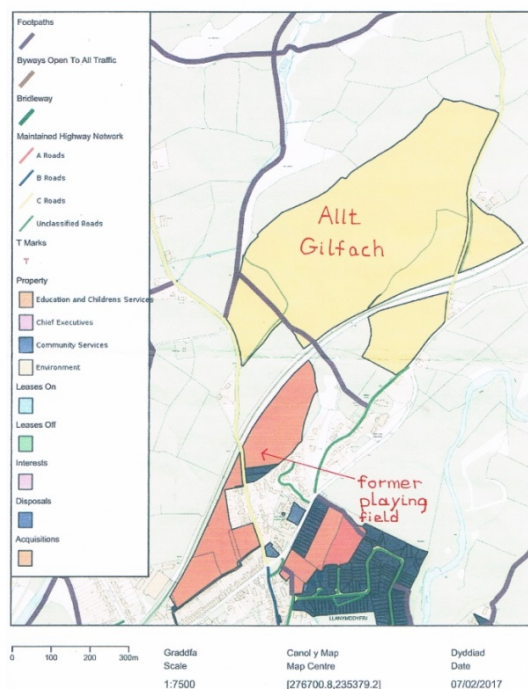 Footpaths
Byways Open To All Traffic
Bridleway
Maintained Highway Network
A Roads
B Roads
C Roads
Unclassified Roads
T Marks
T
Property
Education and Childrens Services
Chief Executives
Community Services
Environment
Leases On
Leases Off
Interests
Disposals
Acquisitions
Allt
Gilfach
former
playing
field
LLANYMDDYFRI
0 100 200 300m
Graddfa
Scale
1:7500
Canol y Map
Map Centre
[276700.8,235379.2]
Dyddiad
Date
07/02/2017